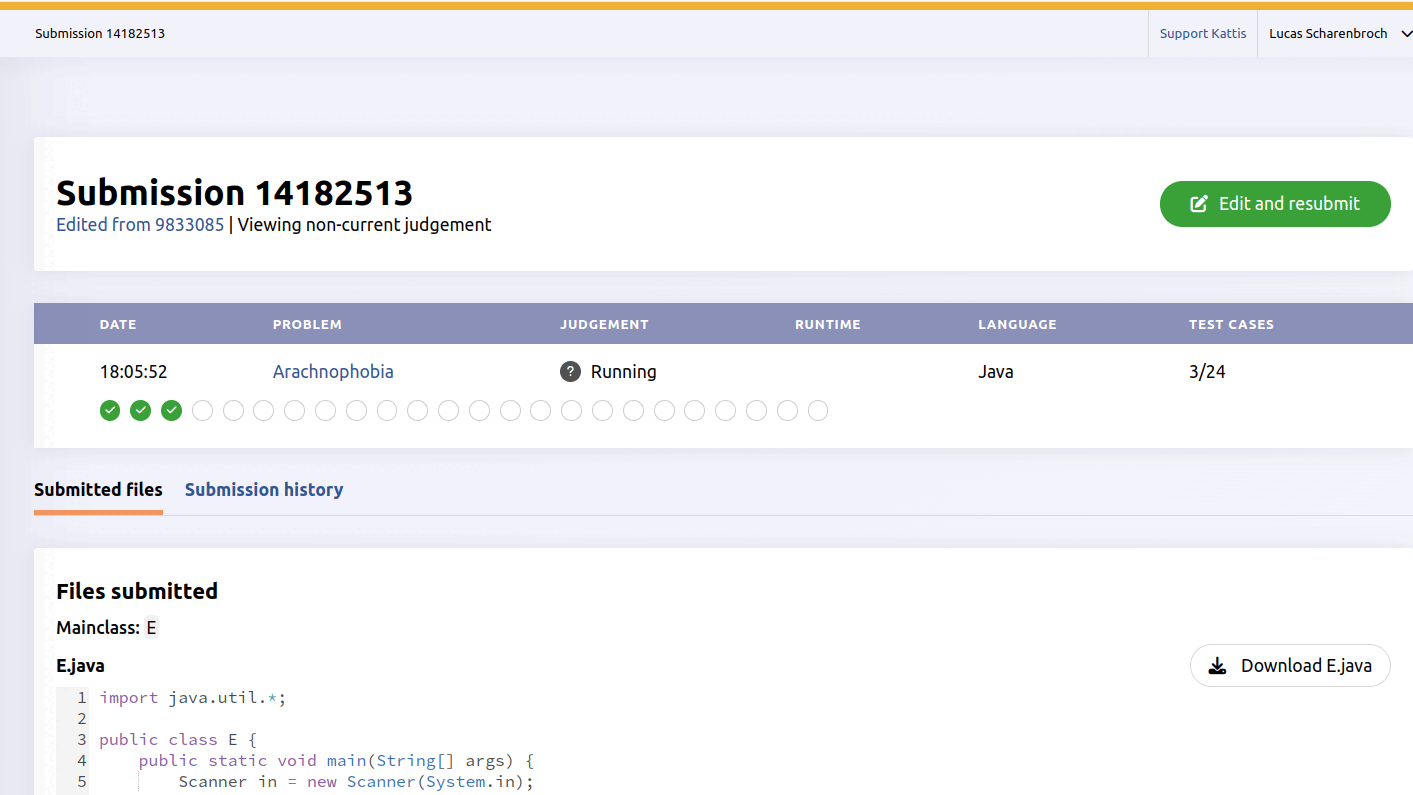 Submission 14182513
Support Kattis
Lucas Scharenbroch
Submission 14182513
Edited from 9833085 | Viewing non-current judgement
Edit and resubmit
DATE PROBLEM JUDGEMENT RUNTIME LANGUAGE TEST CASES
18:05:52 Arachnophobia ? Running Java 3/24
Submitted files Submission history
Files submitted
Mainclass: E
E.java
Download E.java
1 import java.util.*;
2
3 public class E {
4 public static void main(String[] args) {
5 Scanner in = new Scanner(System.in);